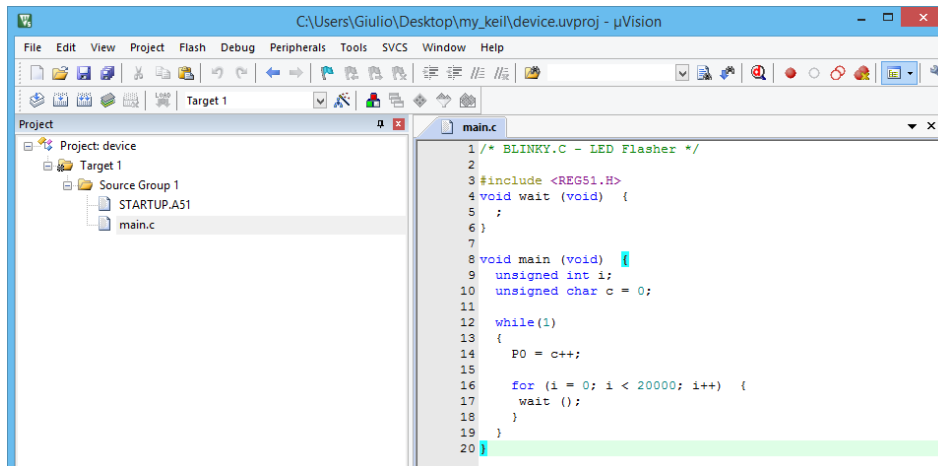 C:\Users\Giulio\Desktop\my_keil\device.uvproj - µVision
File Edit View Project Flash Debug Peripherals Tools SVCS Window Help
LOAD Target 1
Project
main.c
Project: device
Target 1
Source Group 1
STARTUP.A51
main.c
1 /* BLINKY.C - LED Flasher */
2
3 #include <REG51.H>
4 void wait (void)  {
5   ;
6 }
7
8 void main (void)  {
9   unsigned int i;
10   unsigned char c = 0;
11
12   while(1)
13   {
14     P0 = c++;
15
16     for (i = 0; i < 20000; i++)  {
17      wait ();
18     }
19   }
20 }